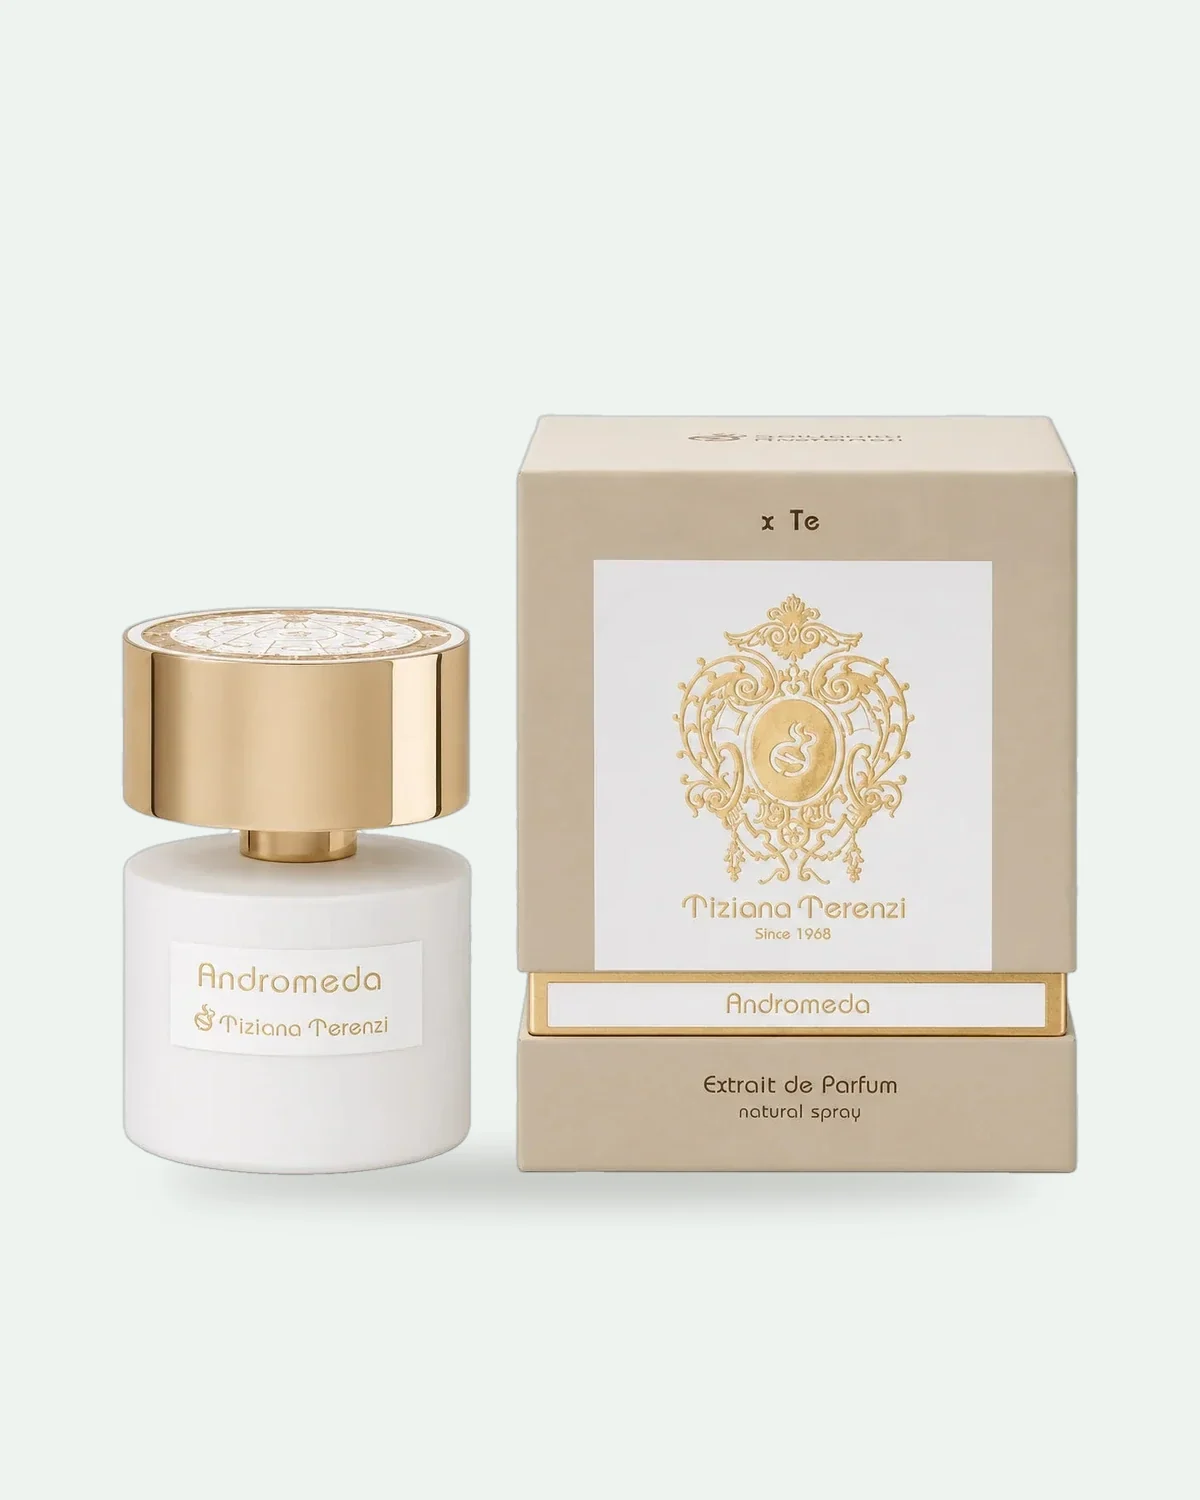 Andromeda
Tiziana Terenzi
x Te
Tiziana Terenzi
Since 1968
Andromeda
Extrait de Parfum
natural spray